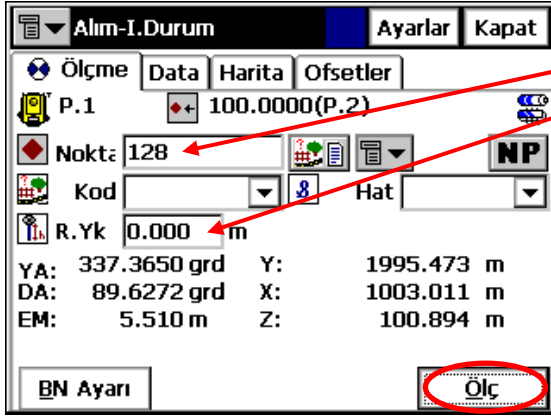 Alım-I.Durum Ayarlar Kapat
Ölçme Data Harita Ofsetler
P.1 100.0000(P.2)
Nokta 128 NP
Kod 8 Hat
R.Yk 0.000 m
YA: 337.3650 grd Y: 1995.473 m
DA: 89.6272 grd X: 1003.011 m
EM: 5.510 m Z: 100.894 m
BN Ayarı Ölç